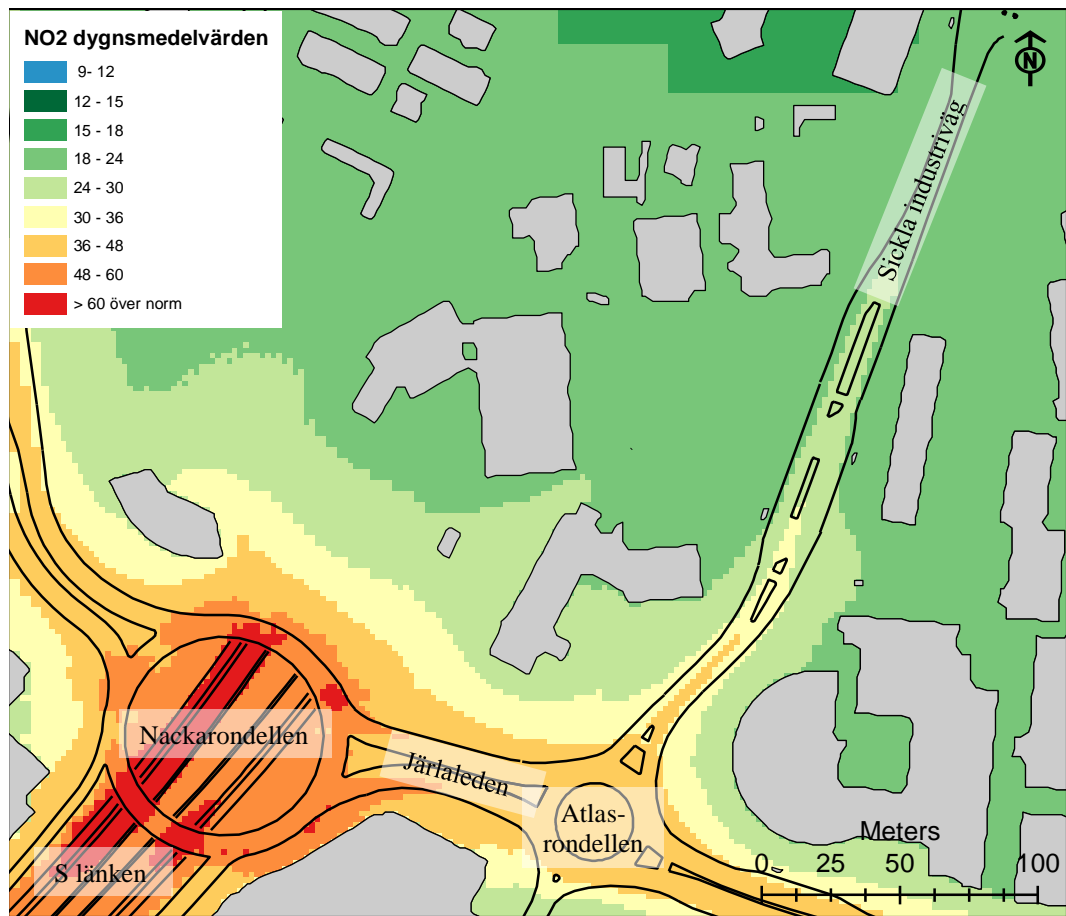 NO2 dygnsmedelvärden
9- 12
12 - 15
15 - 18
18 - 24
24 - 30
30 - 36
36 - 48
48 - 60
> 60 över norm
N
Sickla industriväg
Nackarondellen
Järlaleden
Atlas-
rondellen
S länken
Meters
0 25 50 100